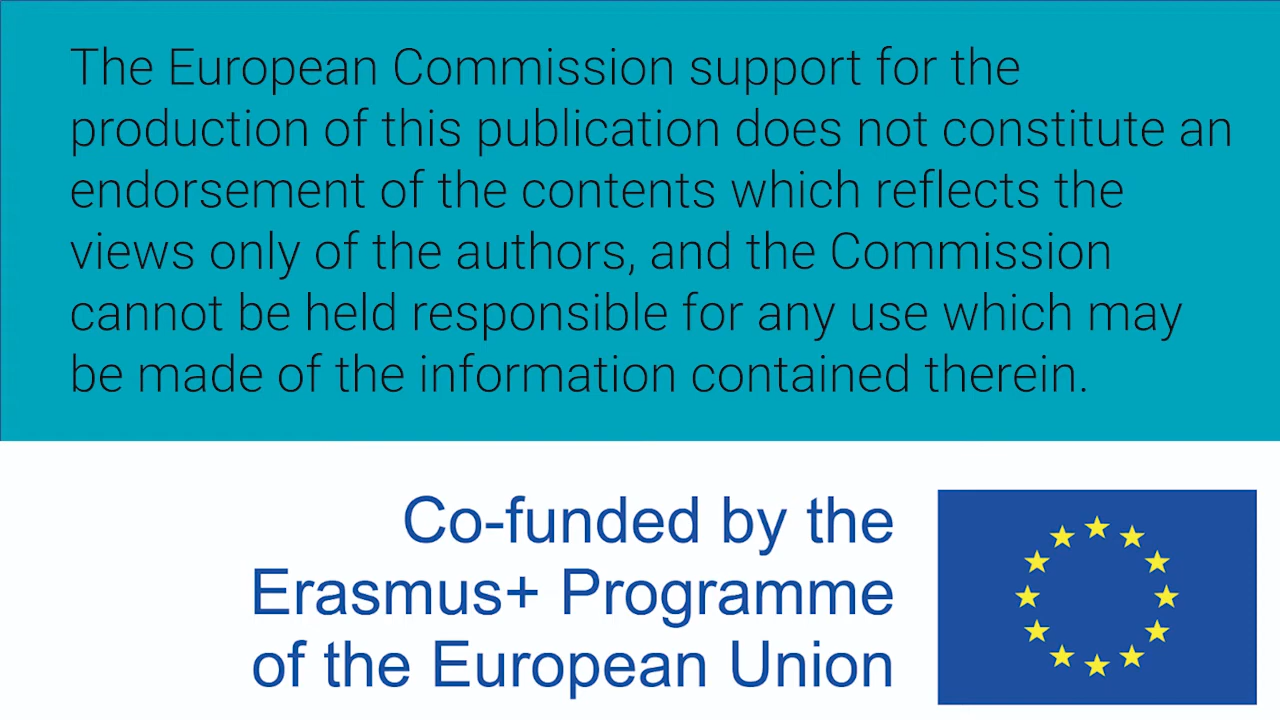 The European Commission support for the
production of this publication does not constitute an
endorsement of the contents which reflects the
views only of the authors, and the Commission
cannot be held responsible for any use which may
be made of the information contained therein.
Co-funded by the
Erasmus+ Programme
of the European Union